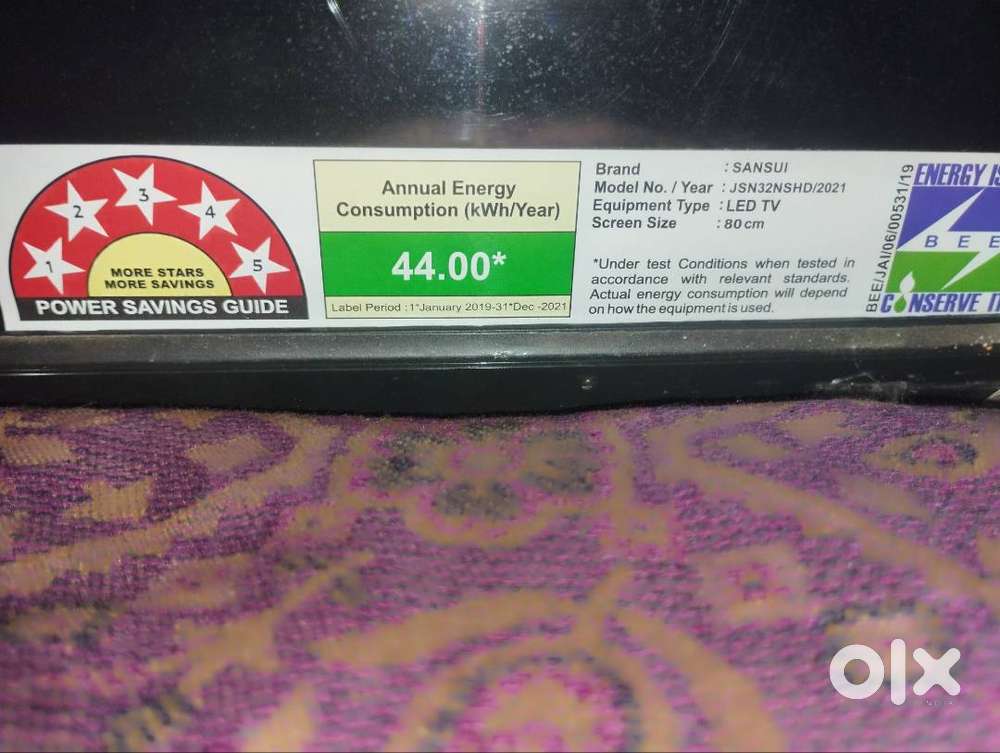 1 2 3 4 5
MORE STARS
MORE SAVINGS
POWER SAVINGS GUIDE
Annual Energy
Consumption (kWh/Year)
44.00*
Label Period : 1st January 2019-31st Dec -2021
Brand : SANSUI
Model No. / Year : JSN32NSHD/2021
Equipment Type : LED TV
Screen Size : 80 cm
*Under test Conditions when tested in
accordance with relevant standards.
Actual energy consumption will depend
on how the equipment is used.
BEE/JAI/06/00531/19
ENERGY IS
BEE
CONSERVE IT
olx
INDIA